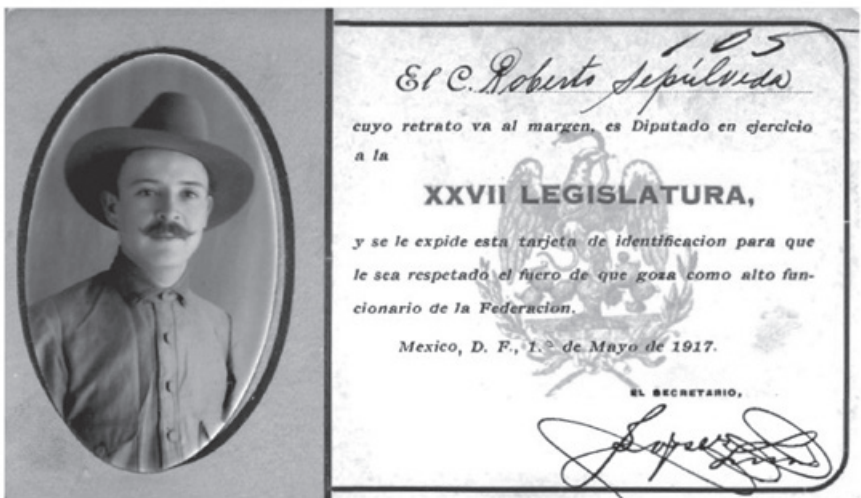 105
El C. Roberto Sepúlveda
cuyo retrato va al margen, es Diputado en ejercicio
a la
XXVII LEGISLATURA,
y se le expide esta tarjeta de identificacion para que
le sea respetado el fuero de que goza como alto fun-
cionario de la Federacion.
Mexico, D. F., 1.º de Mayo de 1917.
EL SECRETARIO,